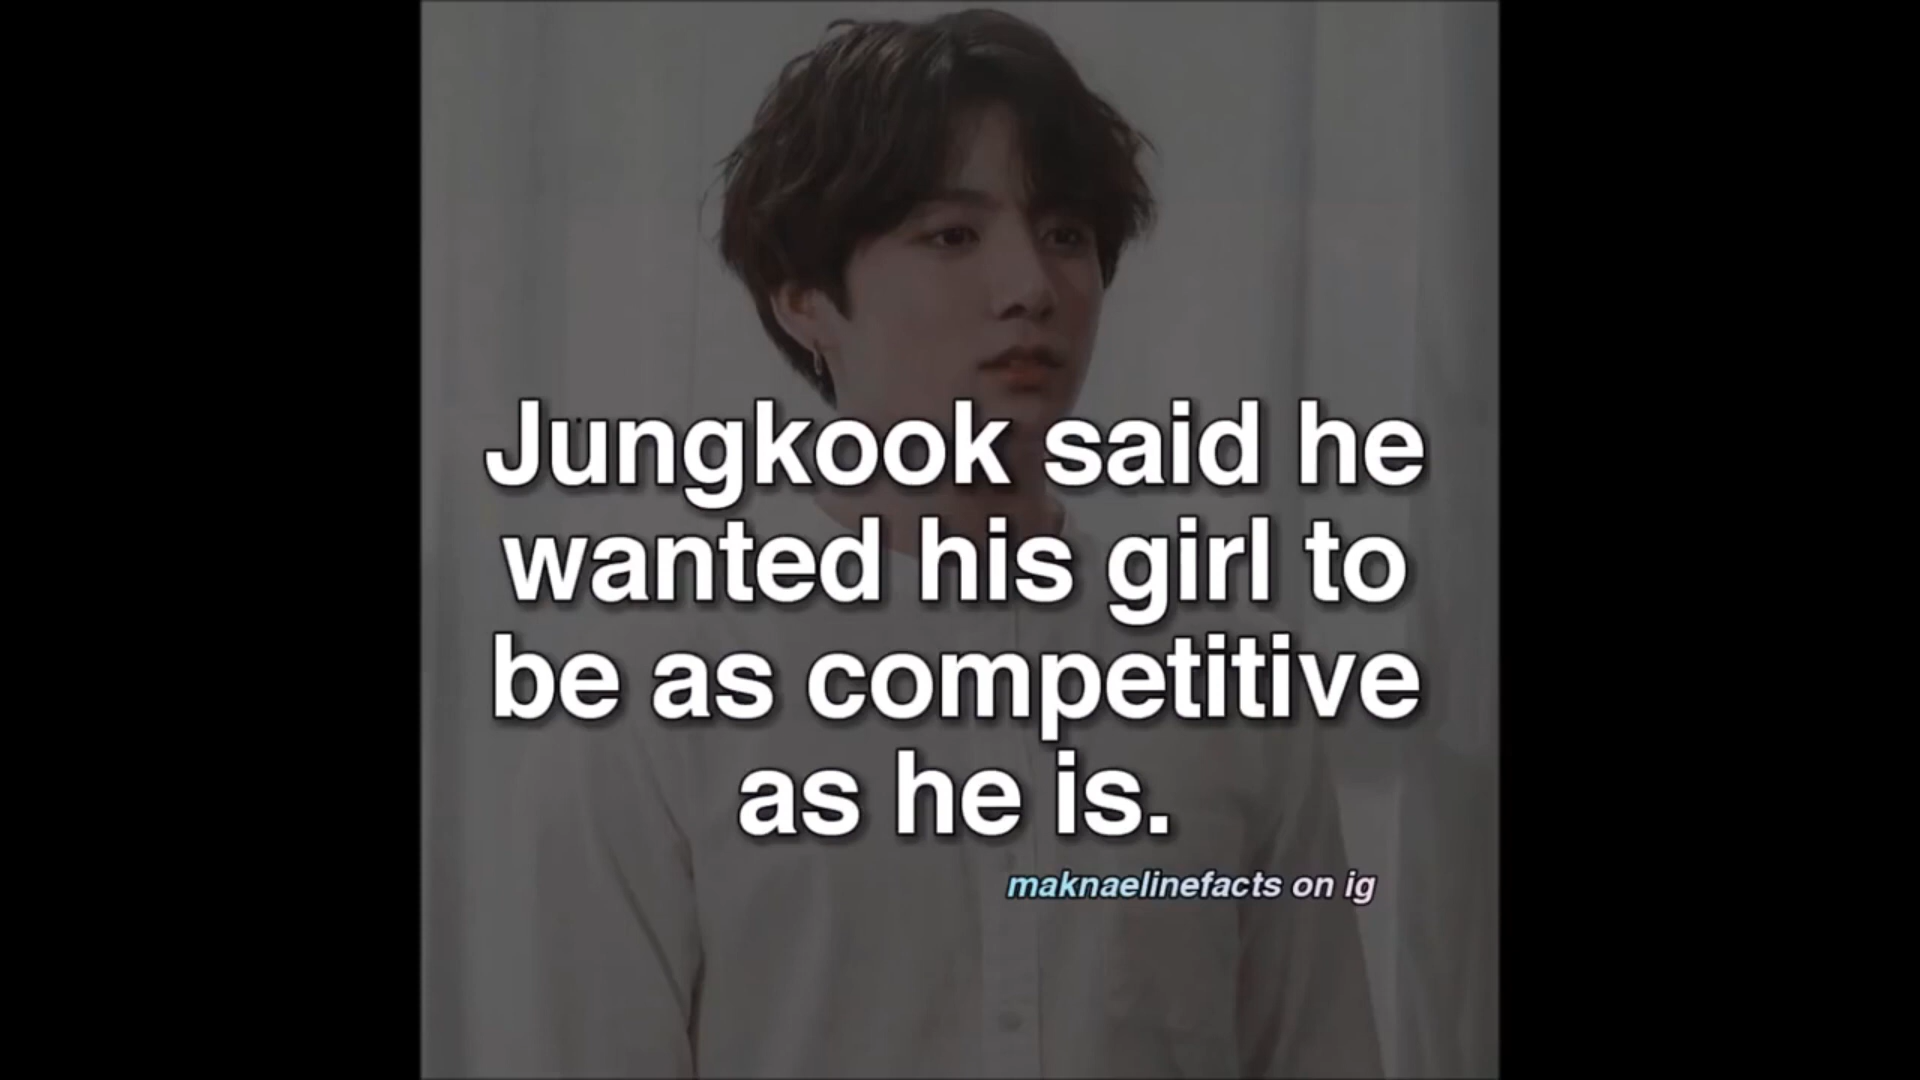 Jungkook said he
wanted his girl to
be as competitive
as he is.
maknaelinefacts on ig